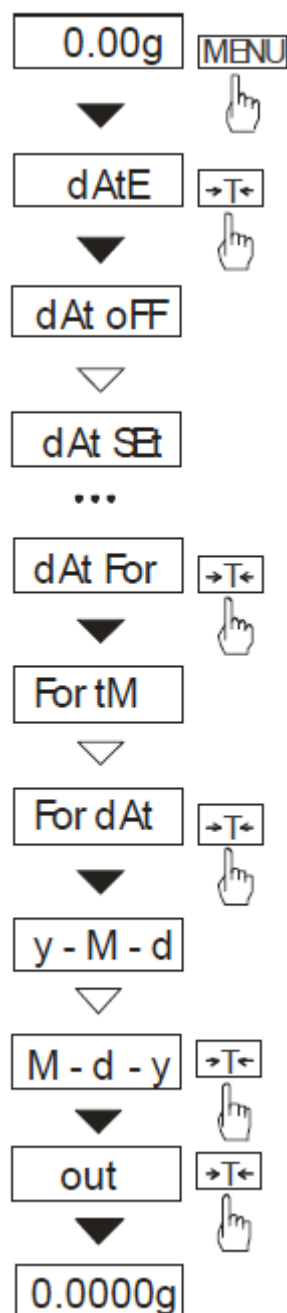 0.00g MENU
dAtE →T←
dAt oFF
dAt SEt
...
dAt For →T←
For tM
For dAt →T←
y - M - d
M - d - y →T←
out →T←
0.0000g